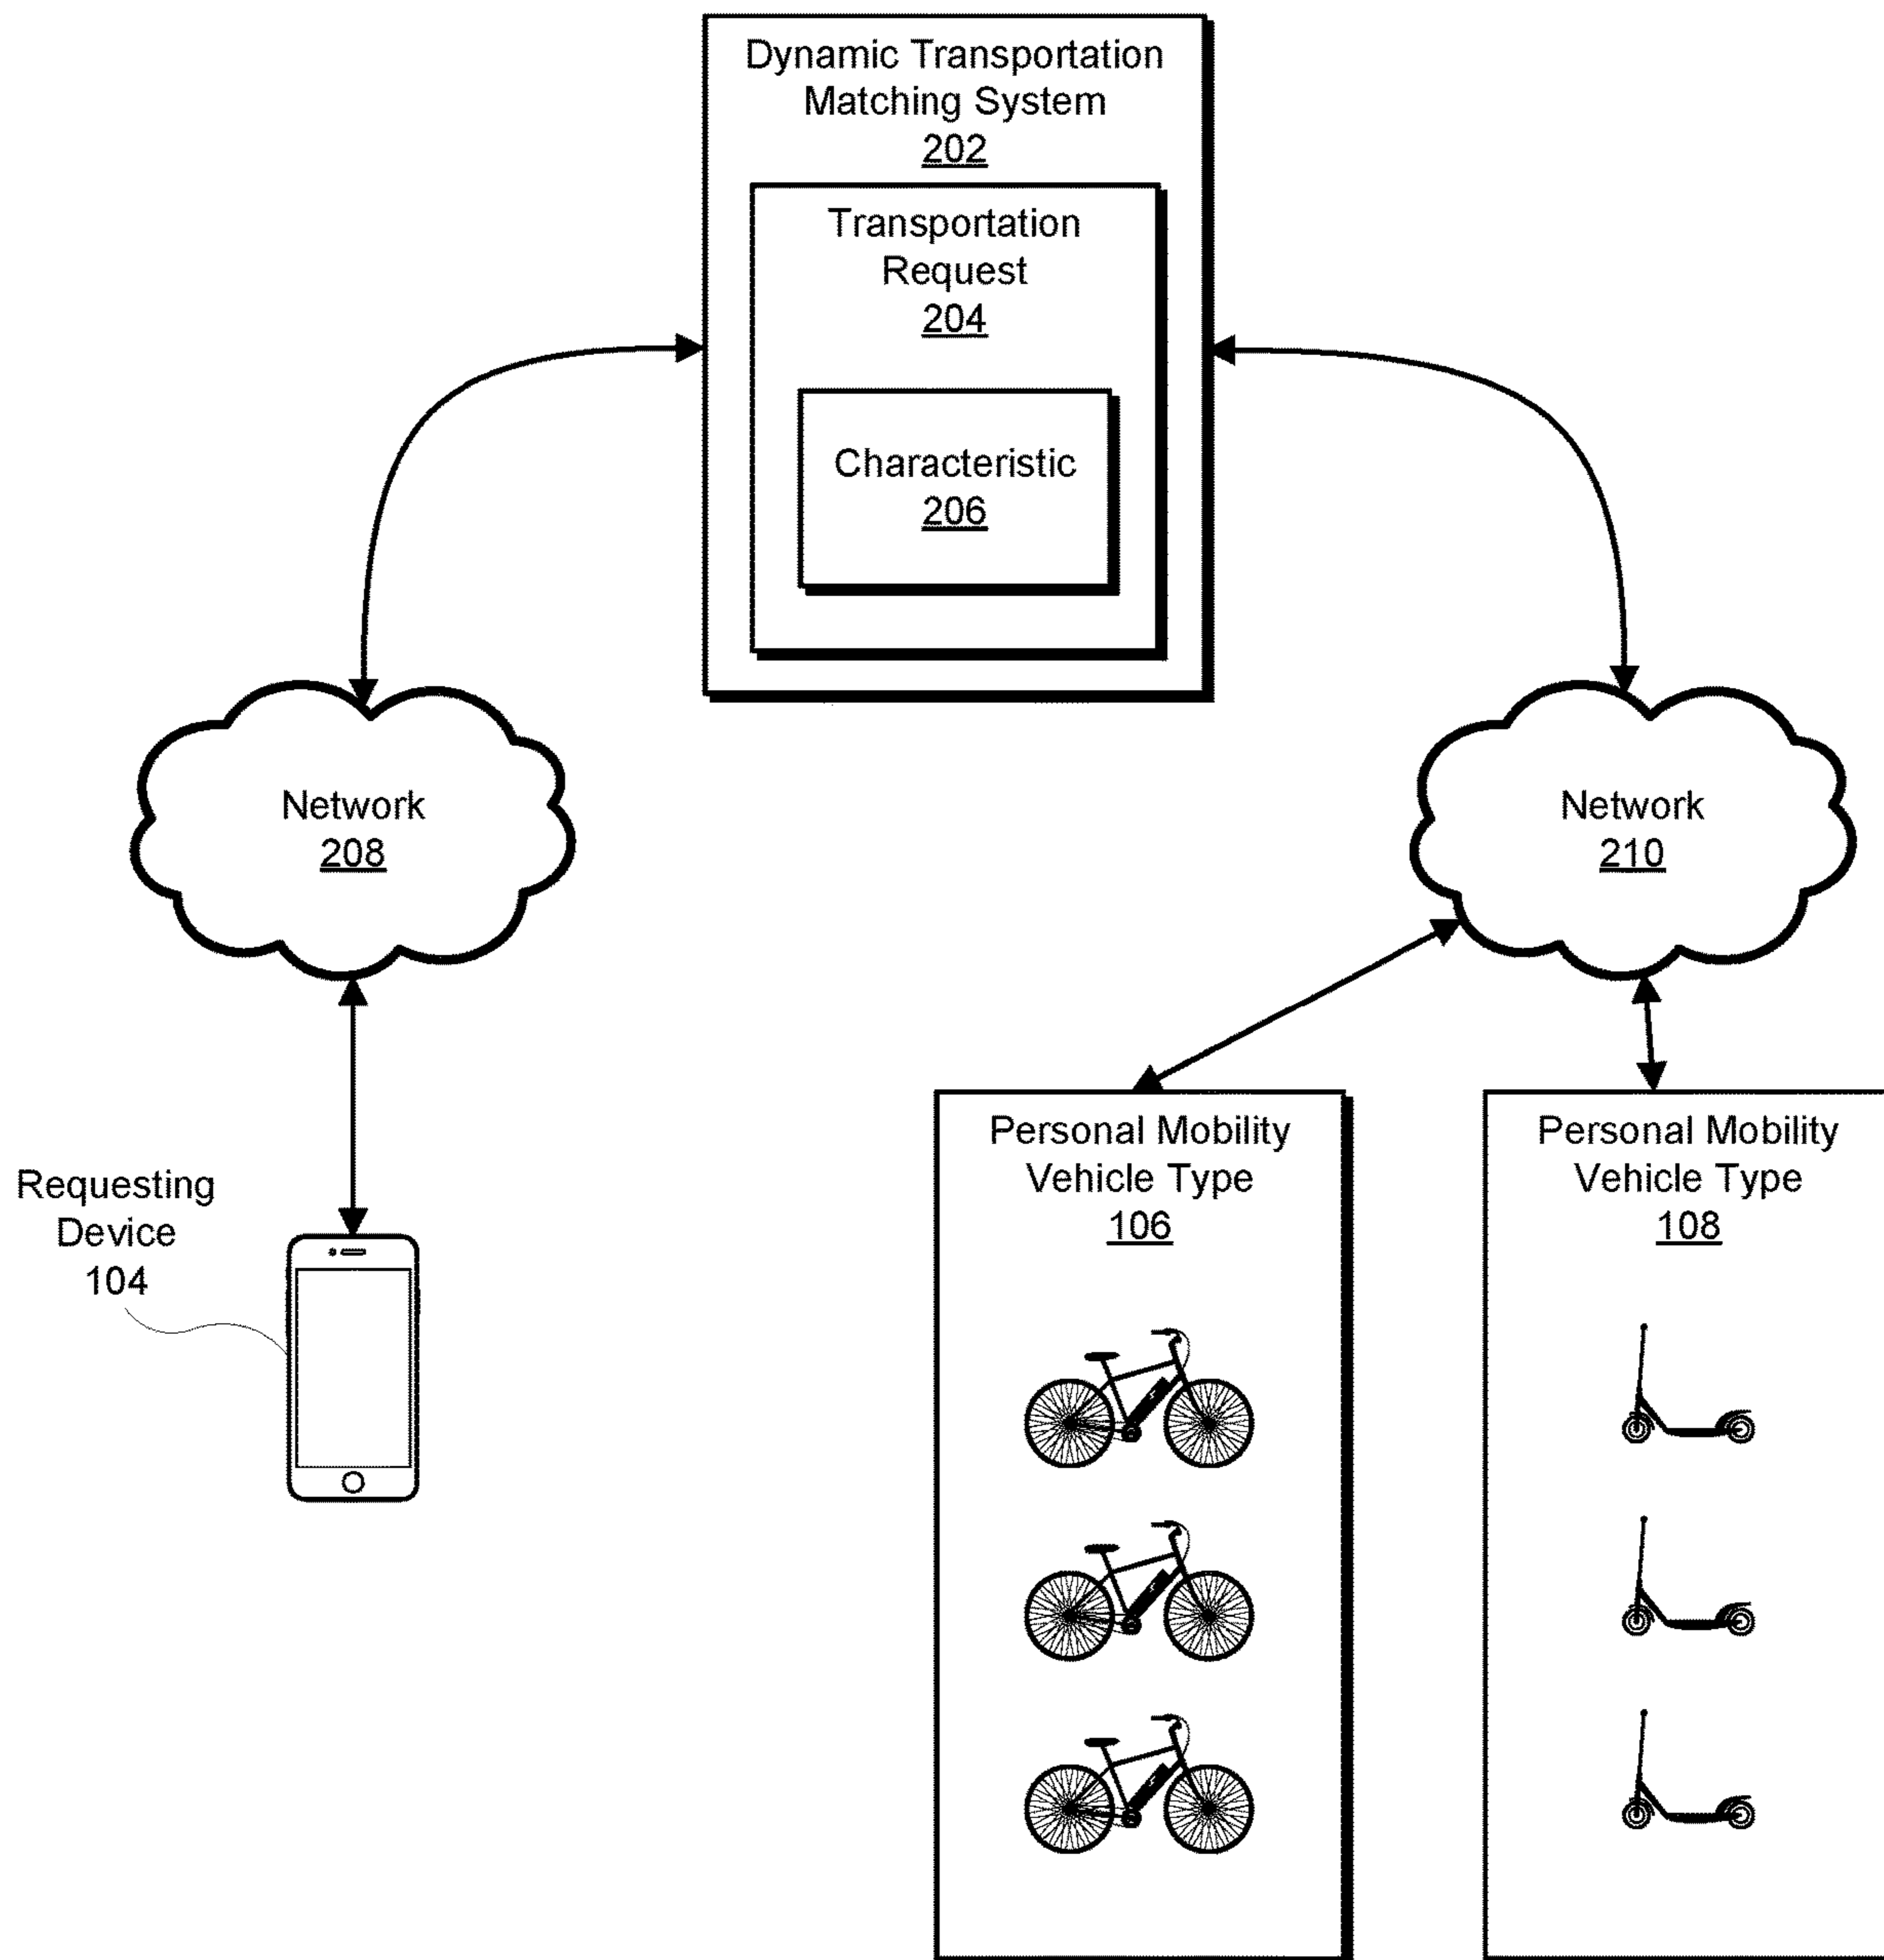 Dynamic Transportation
Matching System
202
Transportation
Request
204
Characteristic
206
Network
208
Network
210
Requesting
Device
104
Personal Mobility
Vehicle Type
106
Personal Mobility
Vehicle Type
108